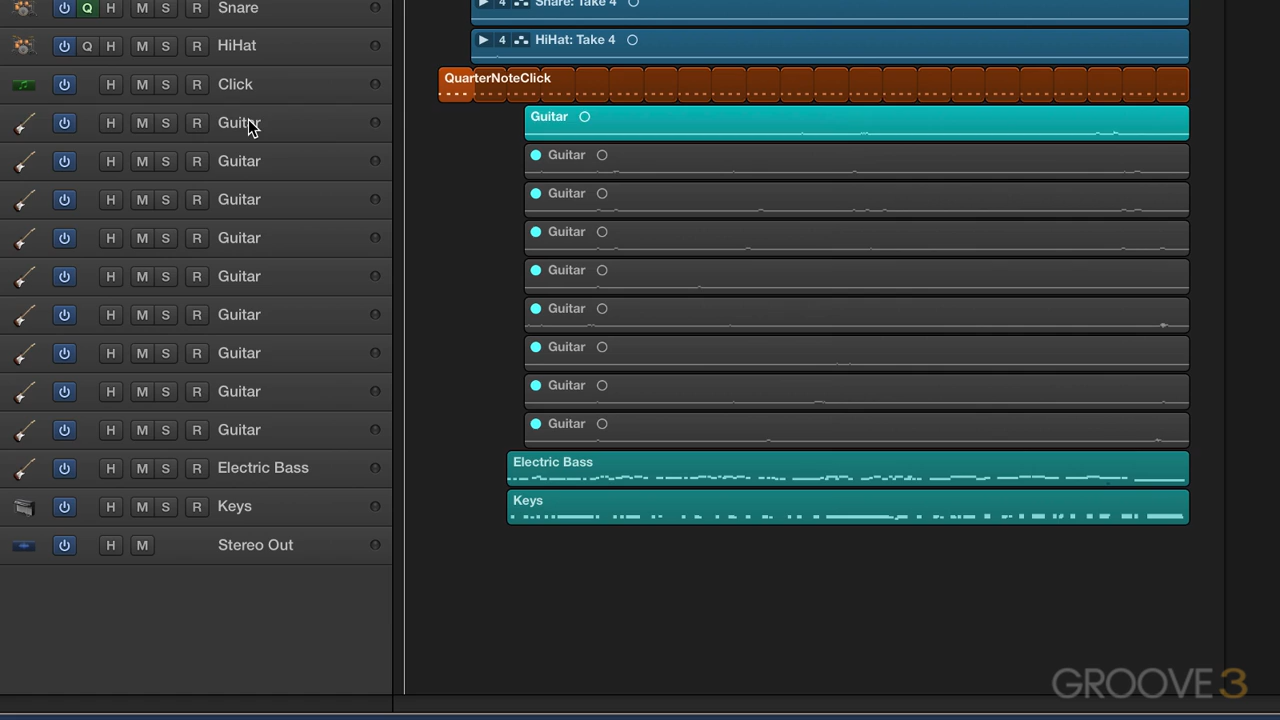 Q H M S R Snare 4 Snare: Take 4
Q H M S R HiHat 4 HiHat: Take 4
H M S R Click QuarterNoteClick
H M S R Guitar Guitar
H M S R Guitar Guitar
H M S R Guitar Guitar
H M S R Guitar Guitar
H M S R Guitar Guitar
H M S R Guitar Guitar
H M S R Guitar Guitar
H M S R Guitar Guitar
H M S R Guitar Guitar
H M S R Electric Bass Electric Bass
H M S R Keys Keys
H M Stereo Out
GROOVE 3